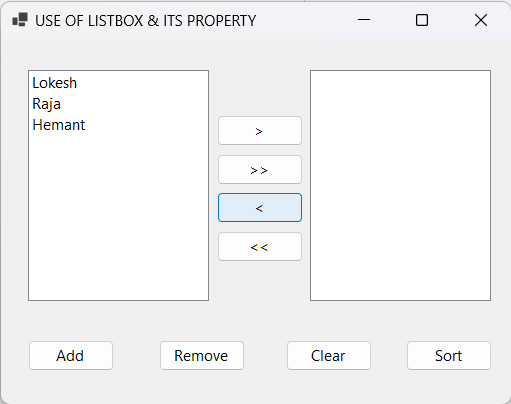 USE OF LISTBOX & ITS PROPERTY
Lokesh
Raja
Hemant
>
>>
<
<<
Add
Remove
Clear
Sort